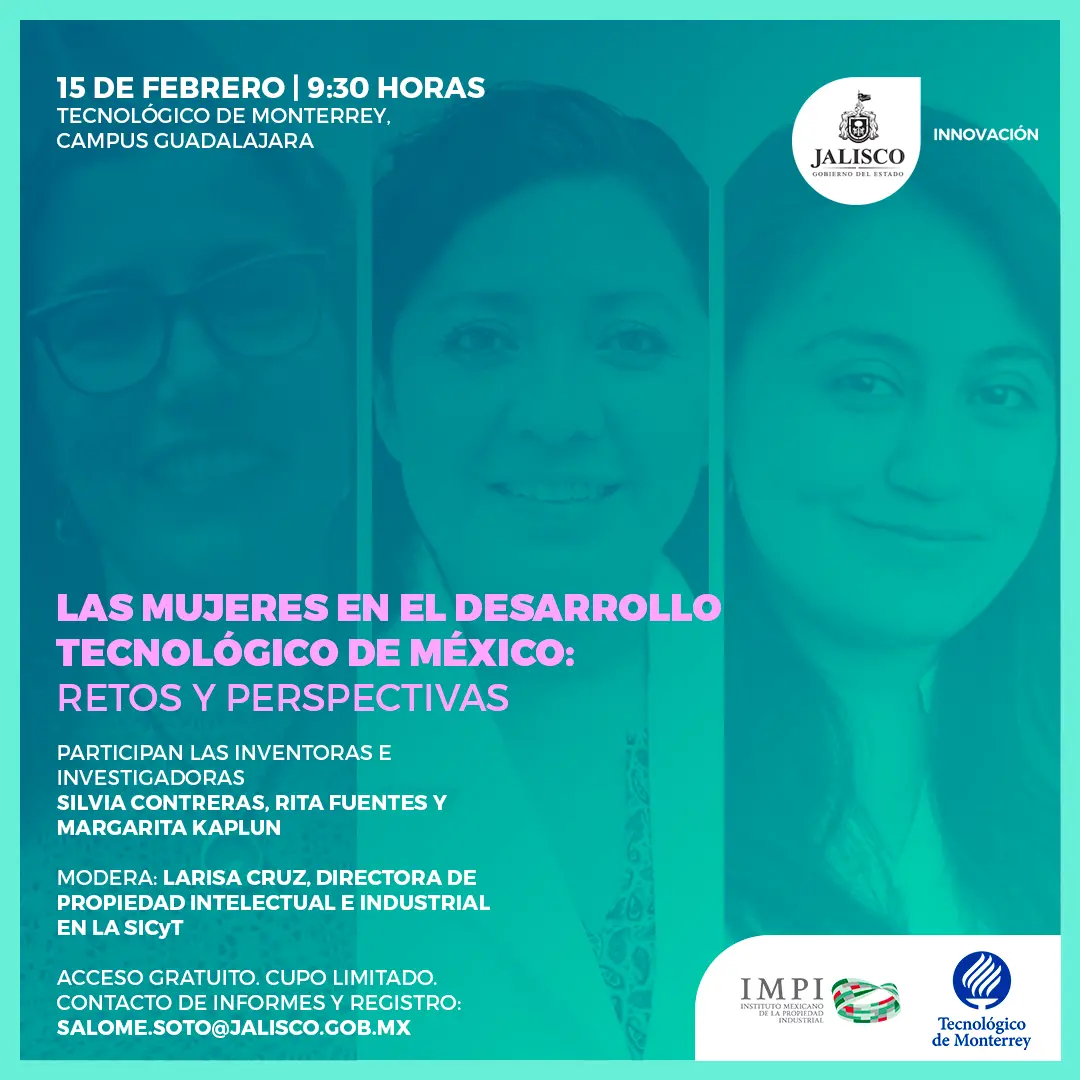 15 DE FEBRERO | 9:30 HORAS
TECNOLÓGICO DE MONTERREY,
CAMPUS GUADALAJARA
JALISCO
GOBIERNO DEL ESTADO
INNOVACIÓN
LAS MUJERES EN EL DESARROLLO
TECNOLÓGICO DE MÉXICO:
RETOS Y PERSPECTIVAS
PARTICIPAN LAS INVENTORAS E
INVESTIGADORAS
SILVIA CONTRERAS, RITA FUENTES Y
MARGARITA KAPLUN
MODERA: LARISA CRUZ, DIRECTORA DE
PROPIEDAD INTELECTUAL E INDUSTRIAL
EN LA SICyT
ACCESO GRATUITO. CUPO LIMITADO.
CONTACTO DE INFORMES Y REGISTRO:
SALOME.SOTO@JALISCO.GOB.MX
IMPI
INSTITUTO MEXICANO
DE LA PROPIEDAD
INDUSTRIAL
Tecnológico
de Monterrey